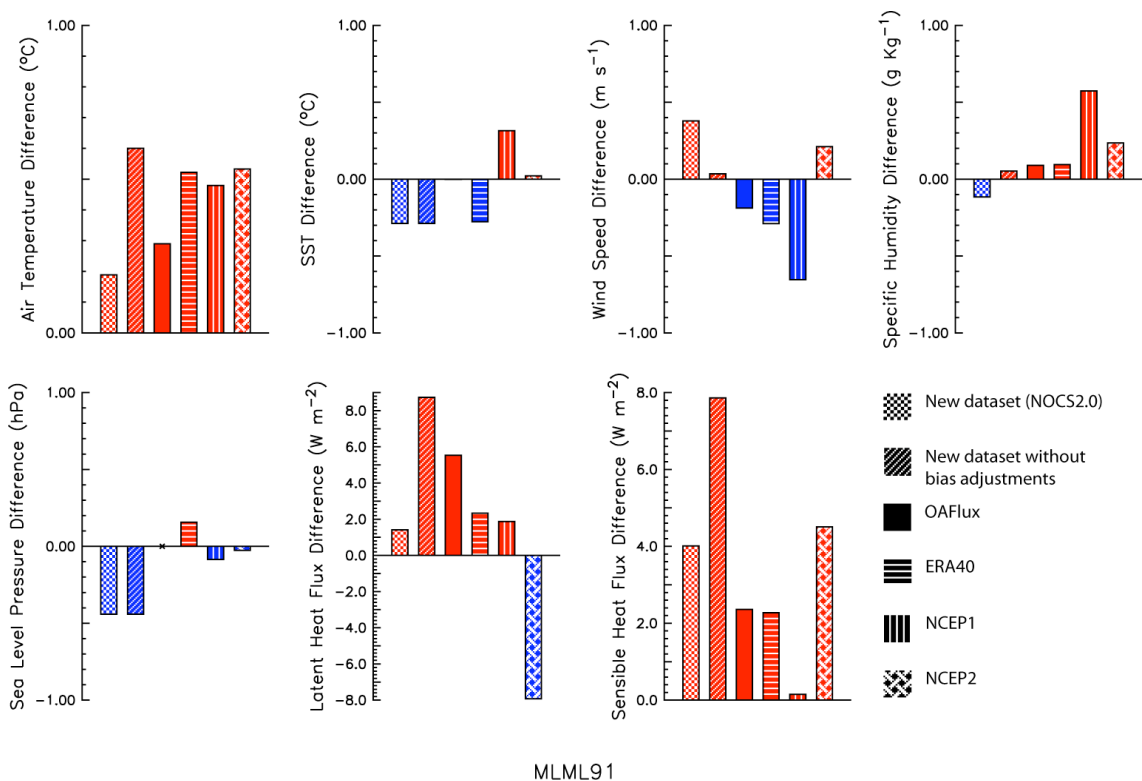 1.00
0.00
Air Temperature Difference (°C)
1.00
0.00
−1.00
SST Difference (°C)
1.00
0.00
−1.00
Wind Speed Difference (m s⁻¹)
1.00
0.00
−1.00
Specific Humidity Difference (g Kg⁻¹)
1.00
0.00
−1.00
Sea Level Pressure Difference (hPa)
8.0
6.0
4.0
2.0
0.0
−2.0
−4.0
−6.0
−8.0
Latent Heat Flux Difference (W m⁻²)
8.0
6.0
4.0
2.0
0.0
Sensible Heat Flux Difference (W m⁻²)
New dataset (NOCS2.0)
New dataset without
bias adjustments
OAFlux
ERA40
NCEP1
NCEP2
MLML91